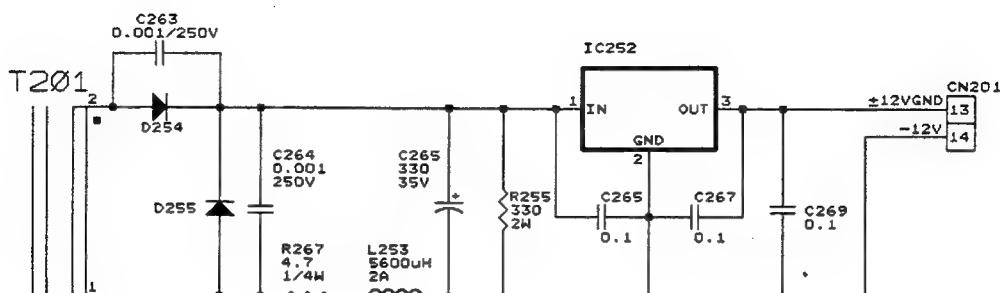 C263
0.001/250V
T201
2
D254
IC252
1 IN
OUT 3
GND
2
±12VGND
CN201
13
-12V
14
C264
0.001
250V
C265
330
35V
+
D255
R255
330
2W
C265
0.1
C267
0.1
C269
0.1
R267
4.7
1/4W
L253
5600uH
2A
1